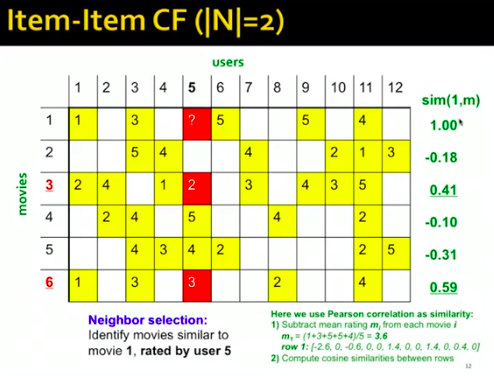 Item-Item CF (|N|=2)
users
1 2 3 4 5 6 7 8 9 10 11 12
sim(1,m)
1 1 3 ? 5 5 4 1.00
2 5 4 4 2 1 3 -0.18
3 2 4 1 2 3 4 3 5 0.41
movies
4 2 4 5 4 2 -0.10
5 4 3 4 2 2 5 -0.31
6 1 3 3 2 4 0.59
Neighbor selection:
Identify movies similar to
movie 1, rated by user 5
Here we use Pearson correlation as similarity:
1) Subtract mean rating mᵢ from each movie i
m₁ = (1+3+5+5+4)/5 = 3.6
row 1: [-2.6, 0, -0.6, 0, 0, 1.4, 0, 0, 1.4, 0, 0.4, 0]
2) Compute cosine similarities between rows
12